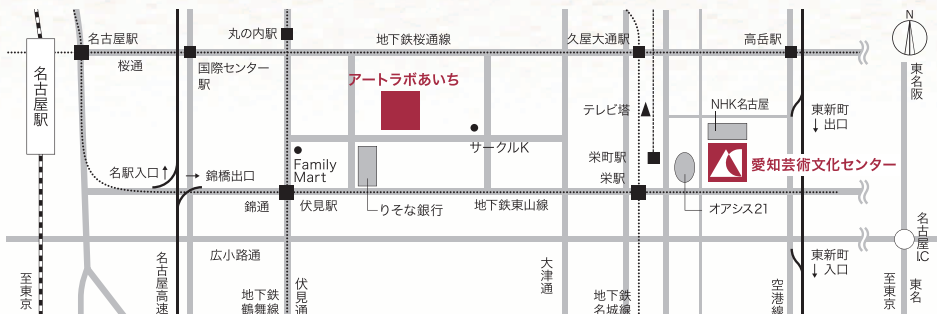 名古屋駅
名古屋駅
桜通
国際センター
駅
丸の内駅
地下鉄桜通線
久屋大通駅
高岳駅
N
東名阪
アートラボあいち
サークルK
Family
Mart
テレビ塔
NHK名古屋
東新町
↓出口
栄町駅
栄駅
愛知芸術文化センター
名駅入口↑
→錦橋出口
錦通
伏見駅
りそな銀行
地下鉄東山線
オアシス21
広小路通
名古屋I.C
至東京
名古屋高速
地下鉄
鶴舞線
伏見通
大津通
地下鉄
名城線
空港線
東新町
↓入口
至東京
東名